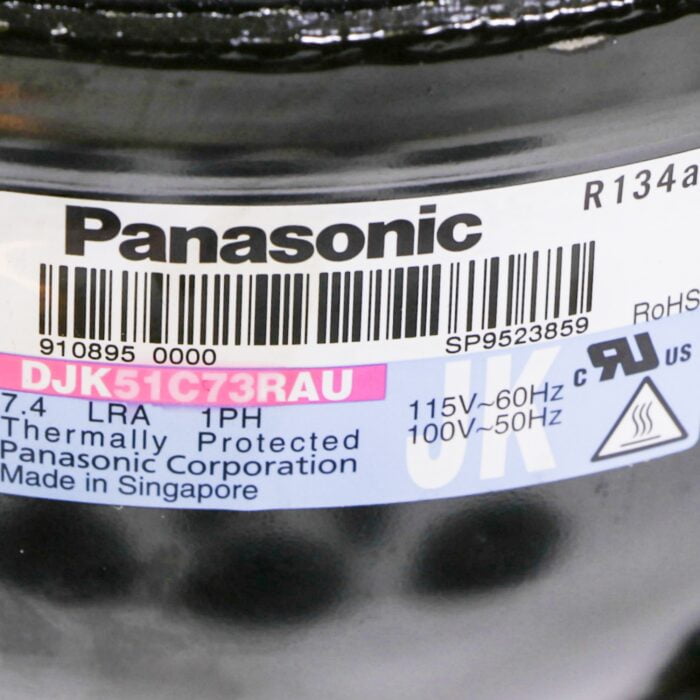 R134a
Panasonic
910895 0000
SP9523859
RoHS
DJK51C73RAU
JK
7.4 LRA 1PH
115V~60Hz
100V~50Hz
c RU US
Thermally Protected
Panasonic Corporation
Made in Singapore